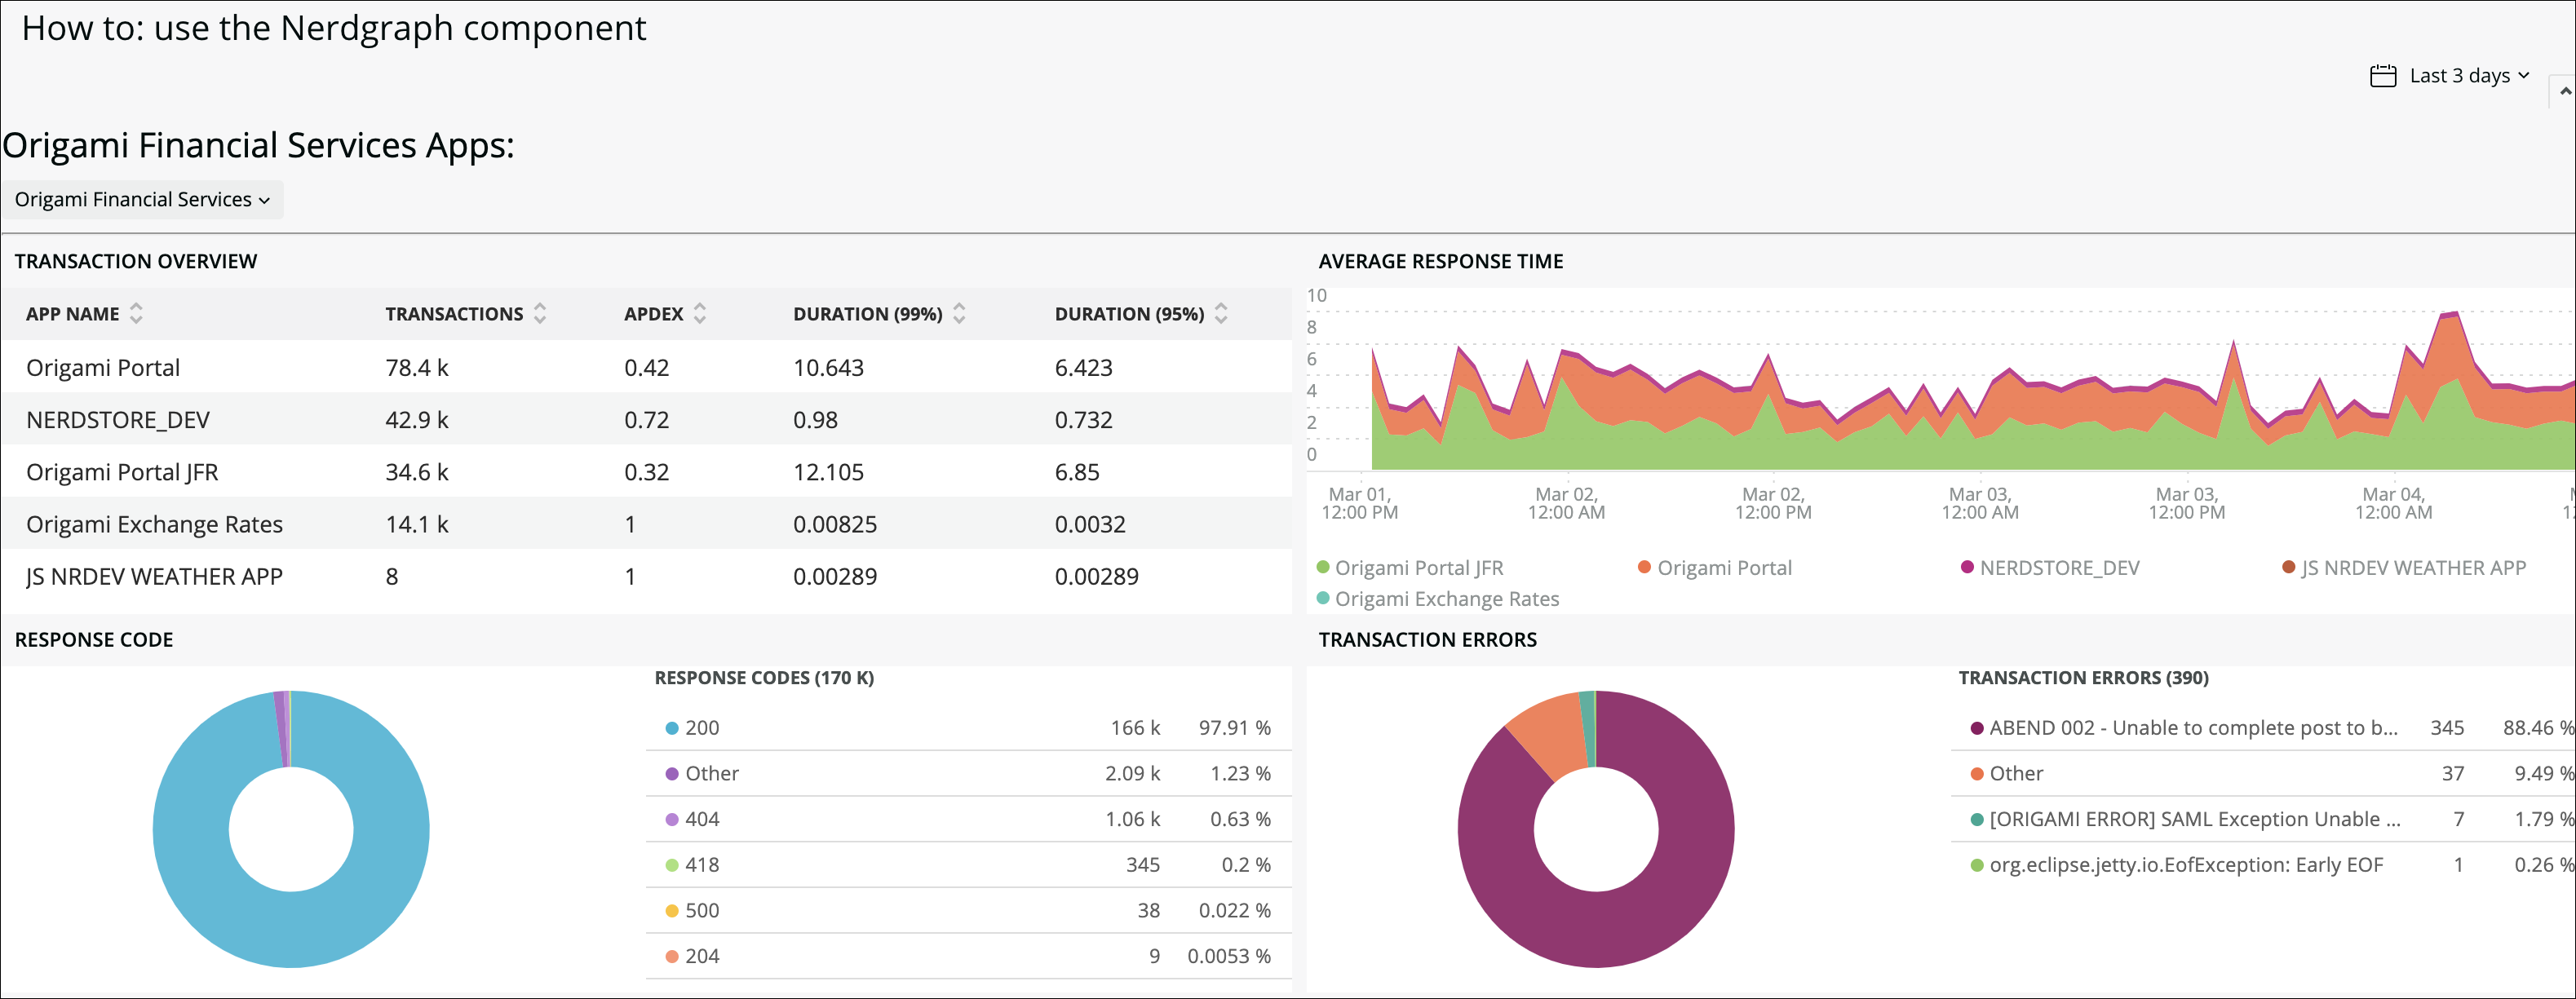 How to: use the Nerdgraph component
Last 3 days
Origami Financial Services Apps:
Origami Financial Services
TRANSACTION OVERVIEW
APP NAME TRANSACTIONS APDEX DURATION (99%) DURATION (95%)
Origami Portal 78.4 k 0.42 10.643 6.423
NERDSTORE_DEV 42.9 k 0.72 0.98 0.732
Origami Portal JFR 34.6 k 0.32 12.105 6.85
Origami Exchange Rates 14.1 k 1 0.00825 0.0032
JS NRDEV WEATHER APP 8 1 0.00289 0.00289
AVERAGE RESPONSE TIME
10
8
6
4
2
0
Mar 01, Mar 02, Mar 02, Mar 03, Mar 03, Mar 04,
12:00 PM 12:00 AM 12:00 PM 12:00 AM 12:00 PM 12:00 AM
Origami Portal JFR Origami Portal NERDSTORE_DEV JS NRDEV WEATHER APP
Origami Exchange Rates
RESPONSE CODE
RESPONSE CODES (170 K)
200 166 k 97.91 %
Other 2.09 k 1.23 %
404 1.06 k 0.63 %
418 345 0.2 %
500 38 0.022 %
204 9 0.0053 %
TRANSACTION ERRORS
TRANSACTION ERRORS (390)
ABEND 002 - Unable to complete post to b... 345 88.46 %
Other 37 9.49 %
[ORIGAMI ERROR] SAML Exception Unable ... 7 1.79 %
org.eclipse.jetty.io.EofException: Early EOF 1 0.26 %